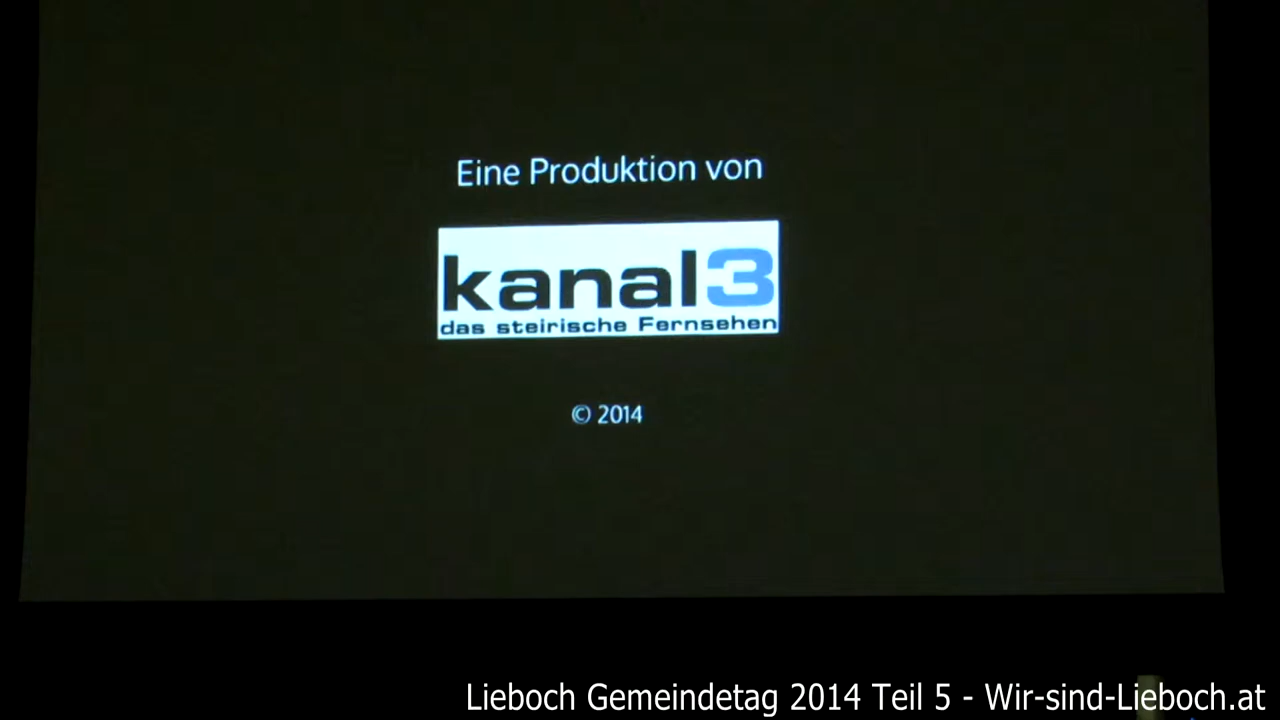 Eine Produktion von
kanal3
das steirische Fernsehen
© 2014
Lieboch Gemeindetag 2014 Teil 5 - Wir-sind-Lieboch.at